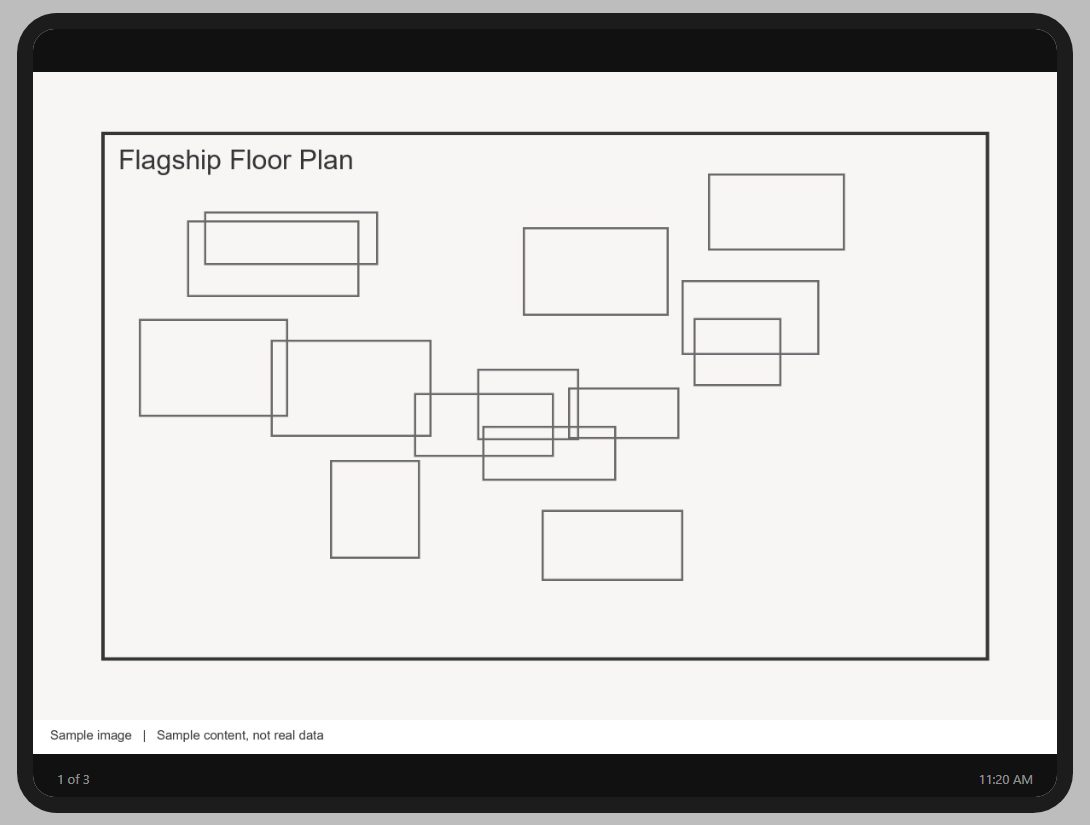 Flagship Floor Plan
Sample image | Sample content, not real data
1 of 3
11:20 AM